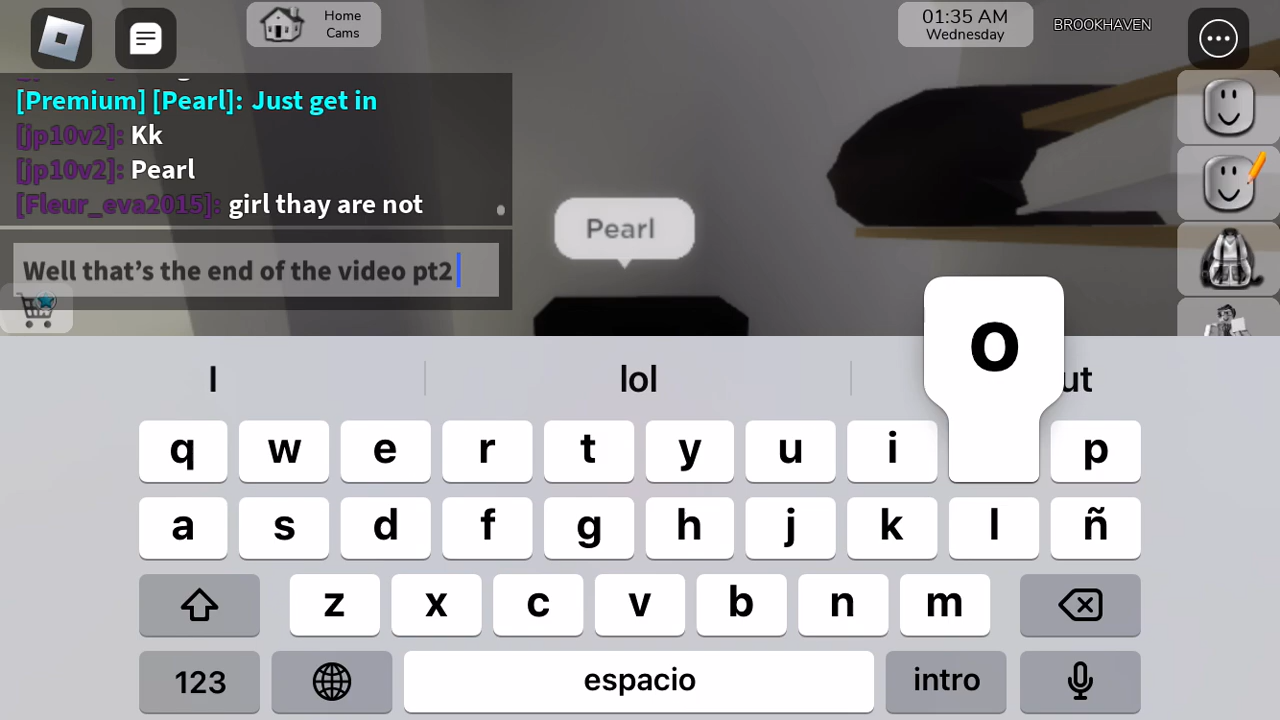 Home
Cams
01:35 AM
Wednesday
BROOKHAVEN
[Premium] [Pearl]: Just get in
[jp10v2]: Kk
[jp10v2]: Pearl
[Fleur_eva2015]: girl thay are not
Pearl
Well that’s the end of the video pt2
I lol ut
q w e r t y u i o p
a s d f g h j k l ñ
z x c v b n m
123 espacio intro